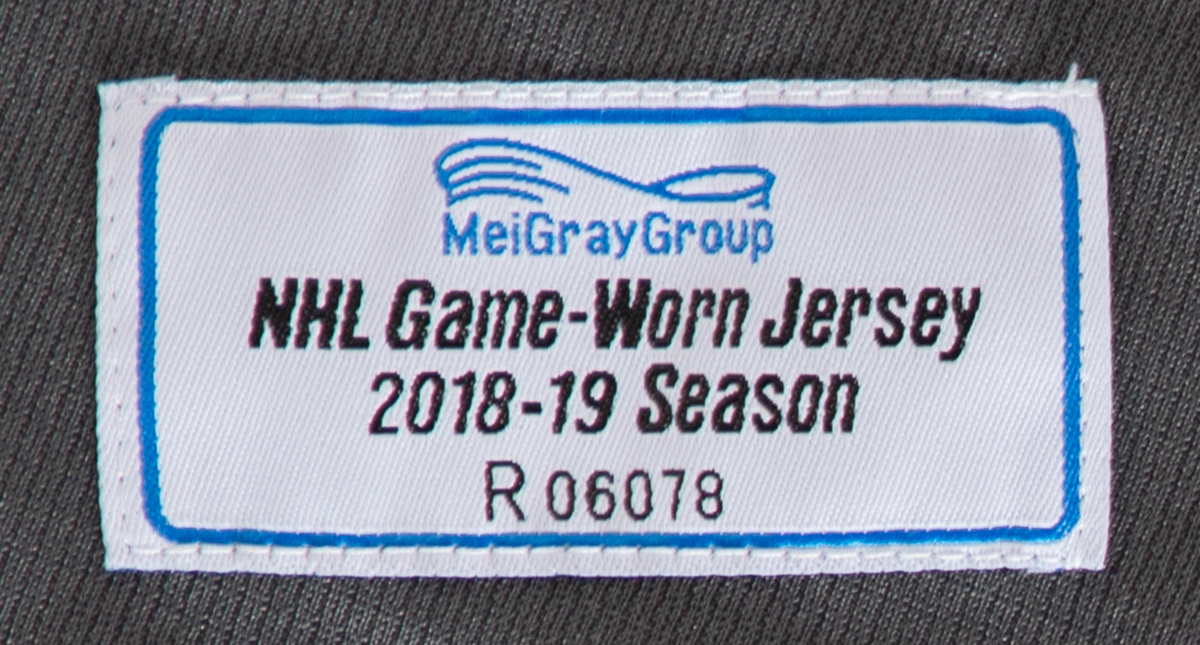 MeiGrayGroup
NHL Game-Worn Jersey
2018-19 Season
R 06078